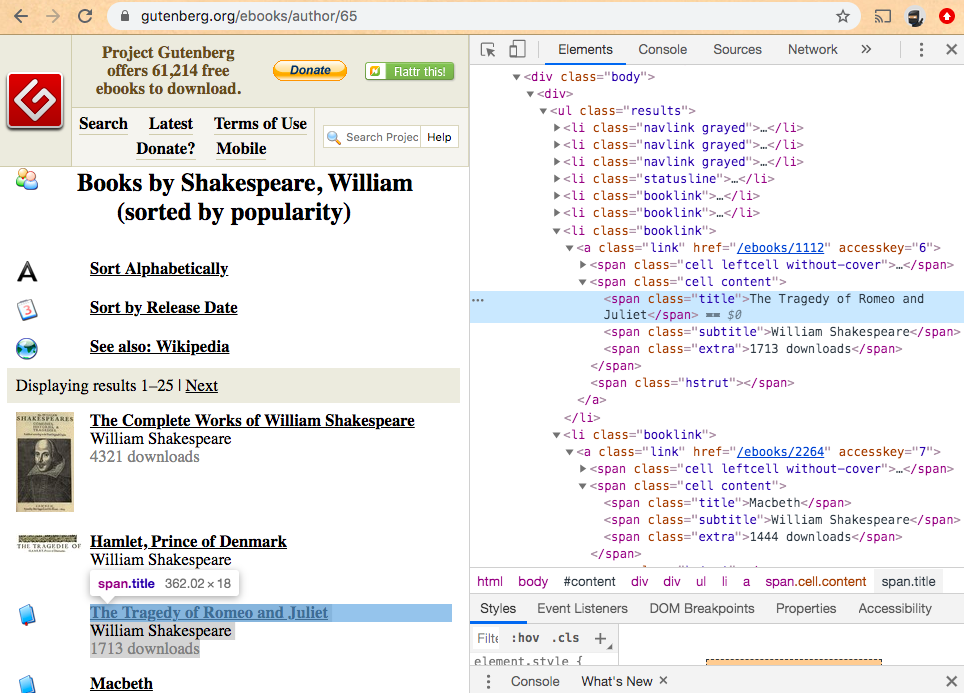 gutenberg.org/ebooks/author/65
Project Gutenberg
offers 61,214 free
ebooks to download.
Donate
Flattr this!
Search Latest Terms of Use
Donate? Mobile
Search Projec Help
Books by Shakespeare, William
(sorted by popularity)
Sort Alphabetically
3 Sort by Release Date
See also: Wikipedia
Displaying results 1–25 | Next
SHAKESPEARES
The Complete Works of William Shakespeare
William Shakespeare
4321 downloads
THE TRAGEDIE OF
Hamlet, Prince of Denmark
William Shakespeare
span.title 362.02 × 18
The Tragedy of Romeo and Juliet
William Shakespeare
1713 downloads
Macbeth
Elements Console Sources Network »
▼<div class="body">
▼<div>
▼<ul class="results">
▶<li class="navlink grayed">…</li>
▶<li class="navlink grayed">…</li>
▶<li class="navlink grayed">…</li>
▶<li class="statusline">…</li>
▶<li class="booklink">…</li>
▶<li class="booklink">…</li>
▼<li class="booklink">
▼<a class="link" href="/ebooks/1112" accesskey="6">
▶<span class="cell leftcell without-cover">…</span>
▼<span class="cell content">
… <span class="title">The Tragedy of Romeo and
Juliet</span> == $0
<span class="subtitle">William Shakespeare</span>
<span class="extra">1713 downloads</span>
</span>
<span class="hstrut"></span>
</a>
</li>
▼<li class="booklink">
▼<a class="link" href="/ebooks/2264" accesskey="7">
▶<span class="cell leftcell without-cover">…</span>
▼<span class="cell content">
<span class="title">Macbeth</span>
<span class="subtitle">William Shakespeare</span>
<span class="extra">1444 downloads</span>
</span>
html body #content div div ul li a span.cell.content span.title
Styles Event Listeners DOM Breakpoints Properties Accessibility
Filte :hov .cls +
element.style {
Console What's New ×